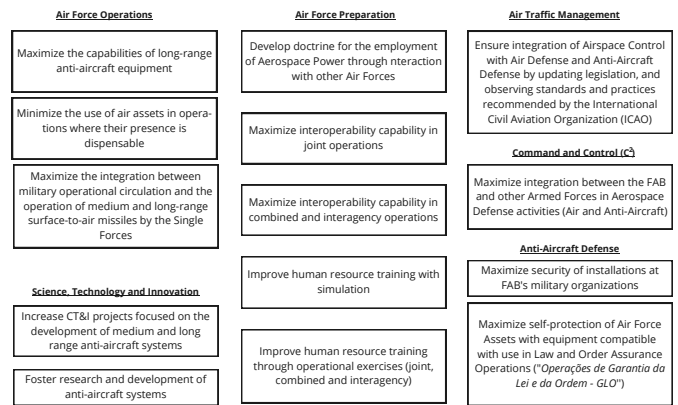 Air Force Operations
Maximize the capabilities of long-range
anti-aircraft equipment
Minimize the use of air assets in opera-
tions where their presence is
dispensable
Maximize the integration between
military operational circulation and the
operation of medium and long-range
surface-to-air missiles by the Single
Forces
Science, Technology and Innovation
Increase CT&I projects focused on the
development of medium and long
range anti-aircraft systems
Foster research and development of
anti-aircraft systems
Air Force Preparation
Develop doctrine for the employment
of Aerospace Power through nteraction
with other Air Forces
Maximize interoperability capability in
joint operations
Maximize interoperability capability in
combined and interagency operations
Improve human resource training with
simulation
Improve human resource training
through operational exercises (joint,
combined and interagency)
Air Traffic Management
Ensure integration of Airspace Control
with Air Defense and Anti-Aircraft
Defense by updating legislation, and
observing standards and practices
recommended by the International
Civil Aviation Organization (ICAO)
Command and Control (C²)
Maximize integration between the FAB
and other Armed Forces in Aerospace
Defense activities (Air and Anti-Aircraft)
Anti-Aircraft Defense
Maximize security of installations at
FAB's military organizations
Maximize self-protection of Air Force
Assets with equipment compatible
with use in Law and Order Assurance
Operations ("Operações de Garantia da
Lei e da Ordem - GLO")